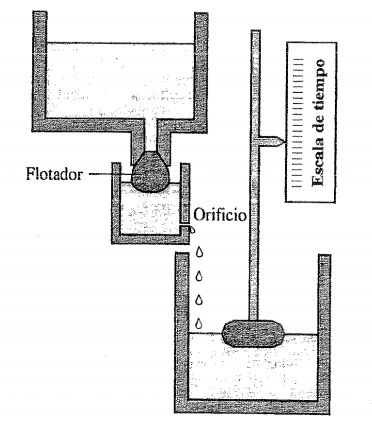 Escala de tiempo
Flotador
Orificio